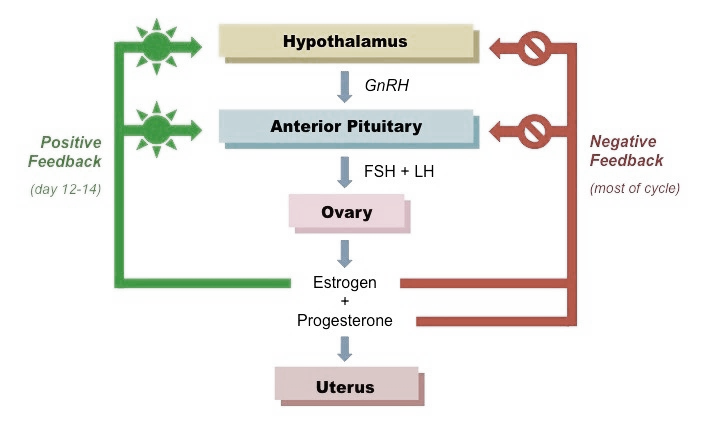 Hypothalamus
GnRH
Anterior Pituitary
Positive
Feedback
(day 12-14)
Negative
Feedback
(most of cycle)
FSH + LH
Ovary
Estrogen
+
Progesterone
Uterus